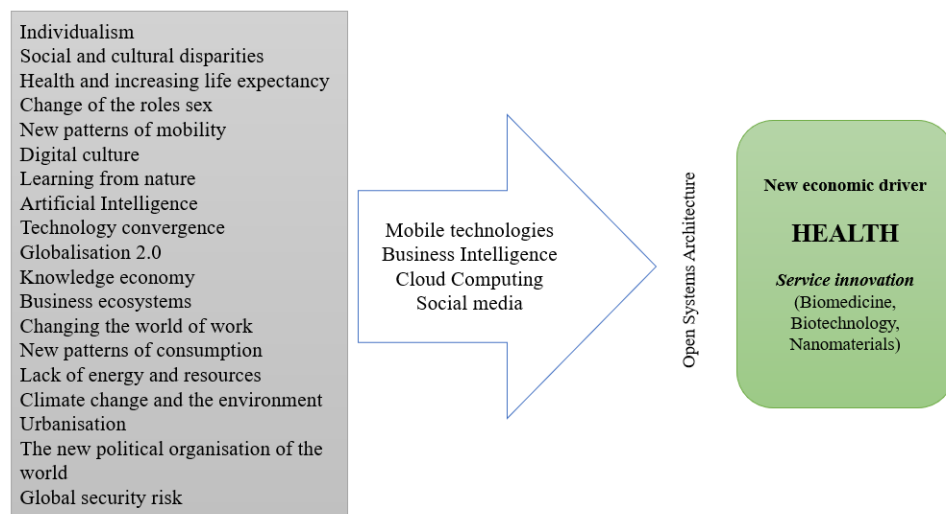 Individualism
Social and cultural disparities
Health and increasing life expectancy
Change of the roles sex
New patterns of mobility
Digital culture
Learning from nature
Artificial Intelligence
Technology convergence
Globalisation 2.0
Knowledge economy
Business ecosystems
Changing the world of work
New patterns of consumption
Lack of energy and resources
Climate change and the environment
Urbanisation
The new political organisation of the
world
Global security risk
Mobile technologies
Business Intelligence
Cloud Computing
Social media
Open Systems Architecture
New economic driver
HEALTH
Service innovation
(Biomedicine,
Biotechnology,
Nanomaterials)